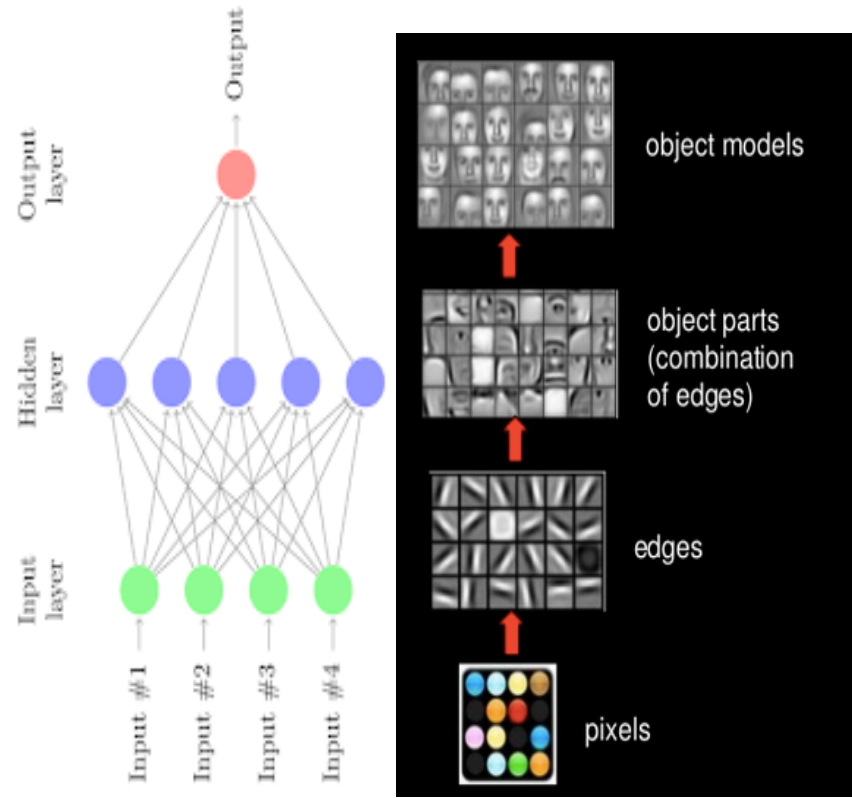 Output
Output
layer
Hidden
layer
Input
layer
Input #1
Input #2
Input #3
Input #4
object models
object parts
(combination
of edges)
edges
pixels